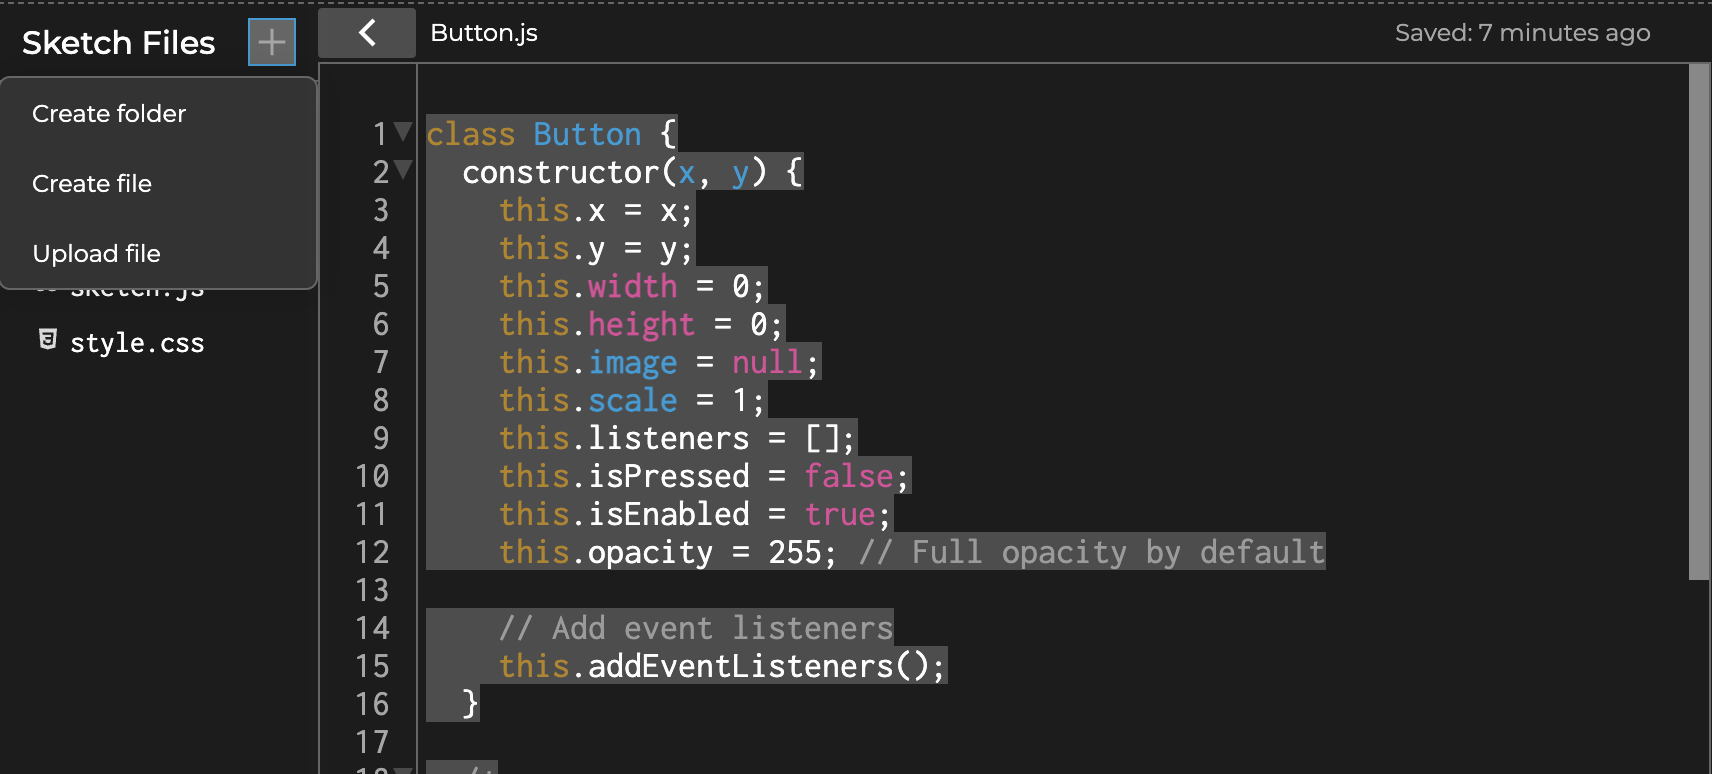 Sketch Files
Button.js
Saved: 7 minutes ago
Create folder
Create file
Upload file
sketch.js
style.css
1 class Button {
2 constructor(x, y) {
3 this.x = x;
4 this.y = y;
5 this.width = 0;
6 this.height = 0;
7 this.image = null;
8 this.scale = 1;
9 this.listeners = [];
10 this.isPressed = false;
11 this.isEnabled = true;
12 this.opacity = 255; // Full opacity by default
13
14 // Add event listeners
15 this.addEventListeners();
16 }
17
18